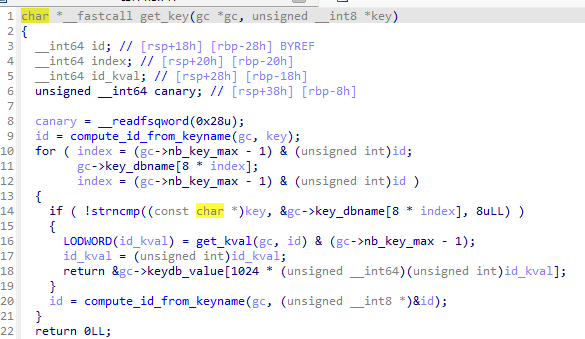 1 char *__fastcall get_key(gc *gc, unsigned __int8 *key)
2 {
3 __int64 id; // [rsp+18h] [rbp-28h] BYREF
4 __int64 index; // [rsp+20h] [rbp-20h]
5 __int64 id_kval; // [rsp+28h] [rbp-18h]
6 unsigned __int64 canary; // [rsp+38h] [rbp-8h]
7
8 canary = __readfsqword(0x28u);
9 id = compute_id_from_keyname(gc, key);
10 for ( index = (gc->nb_key_max - 1) & (unsigned int)id;
11 gc->key_dbname[8 * index];
12 index = (gc->nb_key_max - 1) & (unsigned int)id )
13 {
14 if ( !strncmp((const char *)key, &gc->key_dbname[8 * index], 8uLL) )
15 {
16 LODWORD(id_kval) = get_kval(gc, id) & (gc->nb_key_max - 1);
17 id_kval = (unsigned int)id_kval;
18 return &gc->keydb_value[1024 * (unsigned __int64)(unsigned int)id_kval];
19 }
20 id = compute_id_from_keyname(gc, (unsigned __int8 *)&id);
21 }
22 return 0LL;